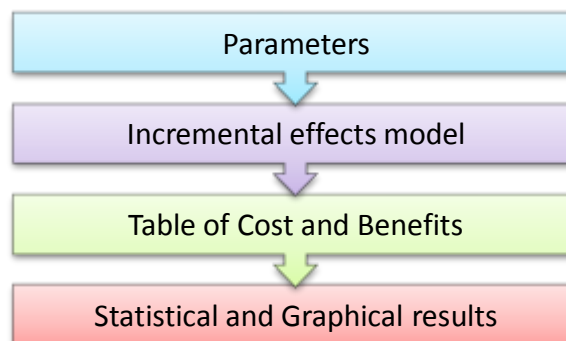 Parameters
Incremental effects model
Table of Cost and Benefits
Statistical and Graphical results